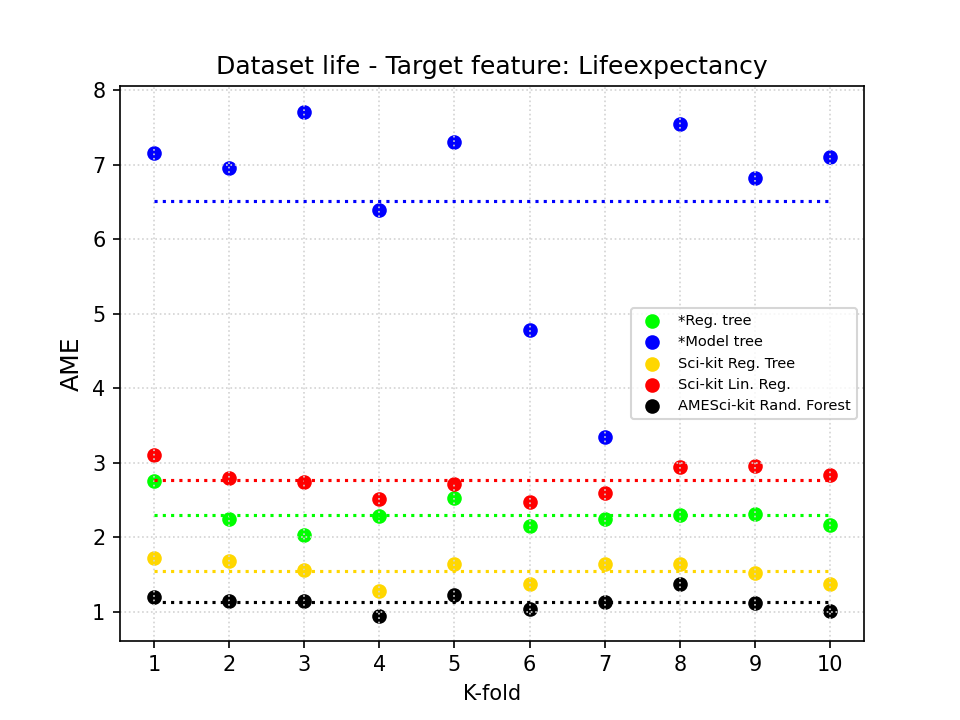 Dataset life - Target feature: Lifeexpectancy
AME
8
7
6
5
4
3
2
1
*Reg. tree
*Model tree
Sci-kit Reg. Tree
Sci-kit Lin. Reg.
AMESci-kit Rand. Forest
1 2 3 4 5 6 7 8 9 10
K-fold